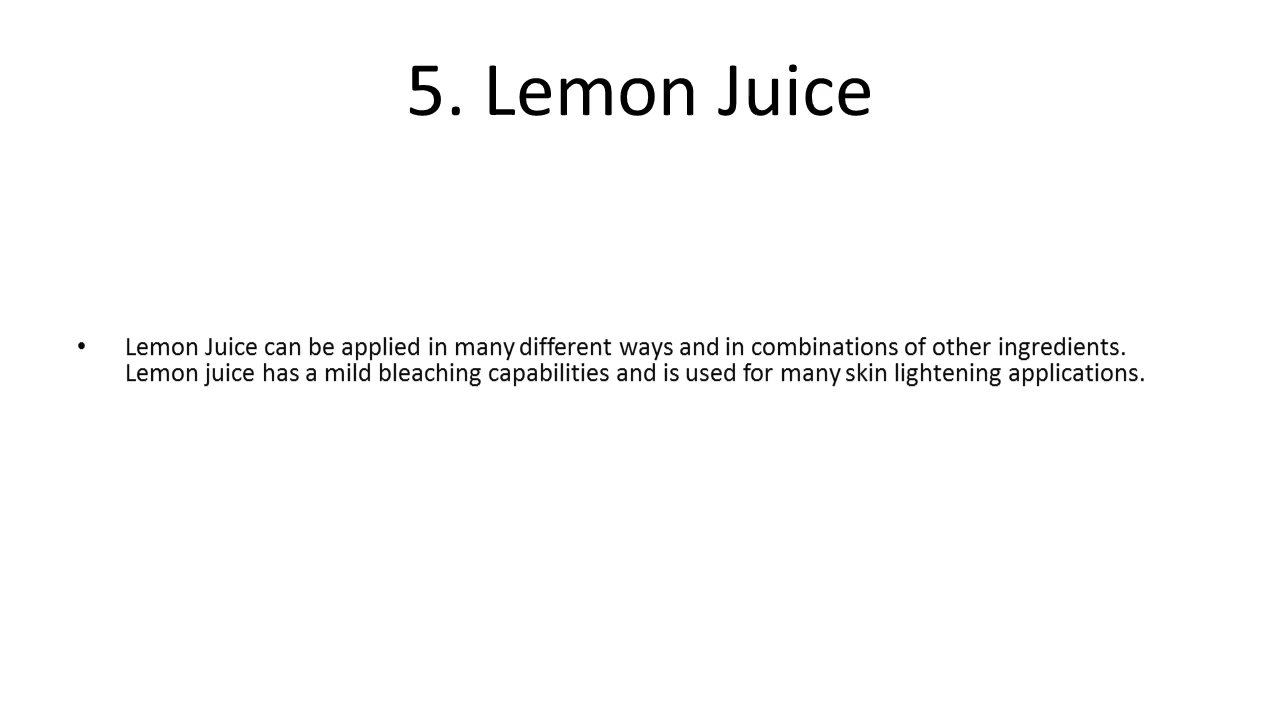 5. Lemon Juice
• Lemon Juice can be applied in many different ways and in combinations of other ingredients.
Lemon juice has a mild bleaching capabilities and is used for many skin lightening applications.